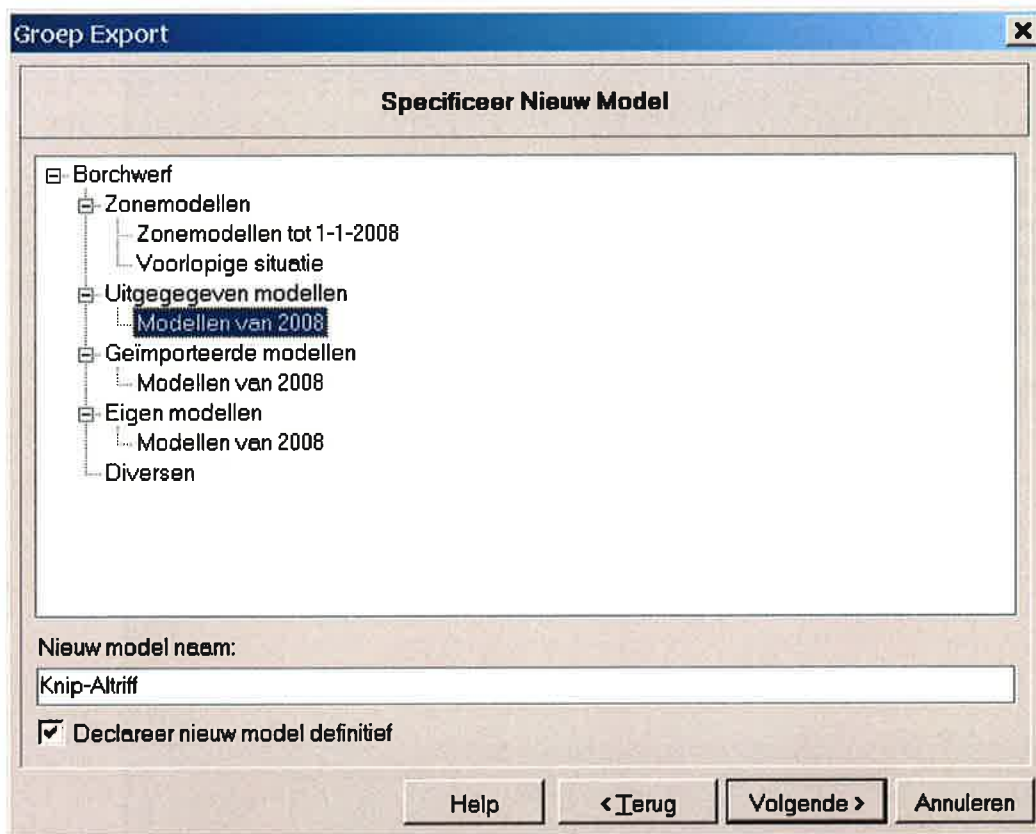 Groep Export
Specificeer Nieuw Model
Borchwerf
Zonemodellen
Zonemodellen tot 1-1-2008
Voorlopige situatie
Uitgegegeven modellen
Modellen van 2008
Geïmporteerde modellen
Modellen van 2008
Eigen modellen
Modellen van 2008
Diversen
Nieuw model naam:
Knip-Altriff
Declareer nieuw model definitief
Help
< Terug
Volgende >
Annuleren